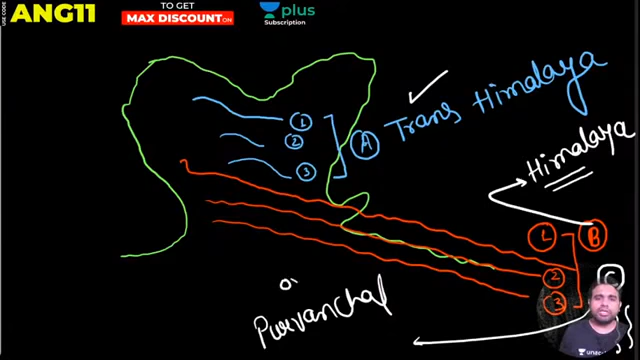 USE CODE
ANG11
TO GET
MAX DISCOUNT ON
plus
Subscription
1
2
3
A Trans Himalaya
Himalaya
1
B
2
3
C
Purvanchal